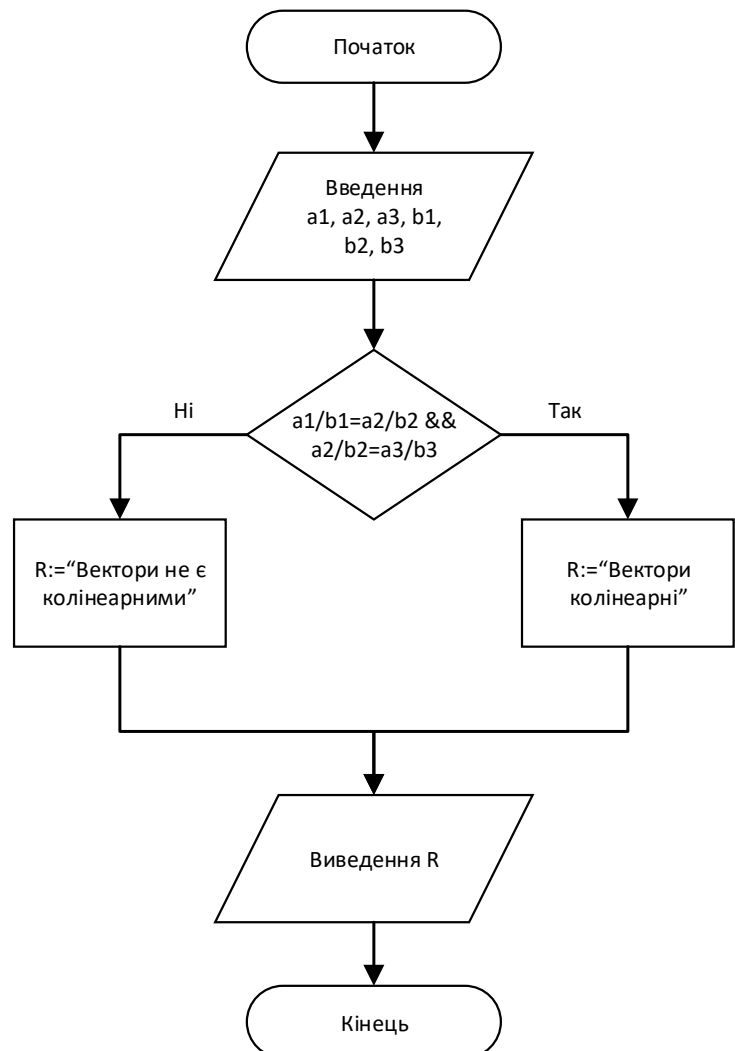 Початок
Введення
a1, a2, a3, b1,
b2, b3
a1/b1=a2/b2 &&
a2/b2=a3/b3
Ні
Так
R:=“Вектори не є
колінеарними”
R:=“Вектори
колінеарні”
Виведення R
Кінець